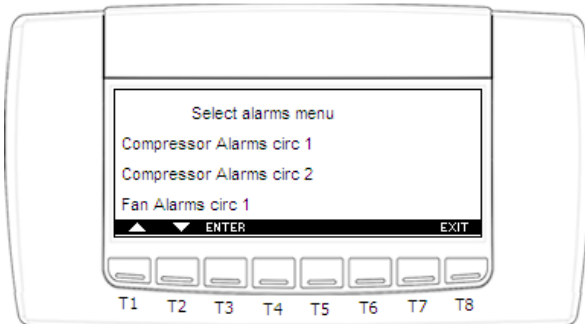 Select alarms menu
Compressor Alarms circ 1
Compressor Alarms circ 2
Fan Alarms circ 1
ENTER EXIT
T1 T2 T3 T4 T5 T6 T7 T8